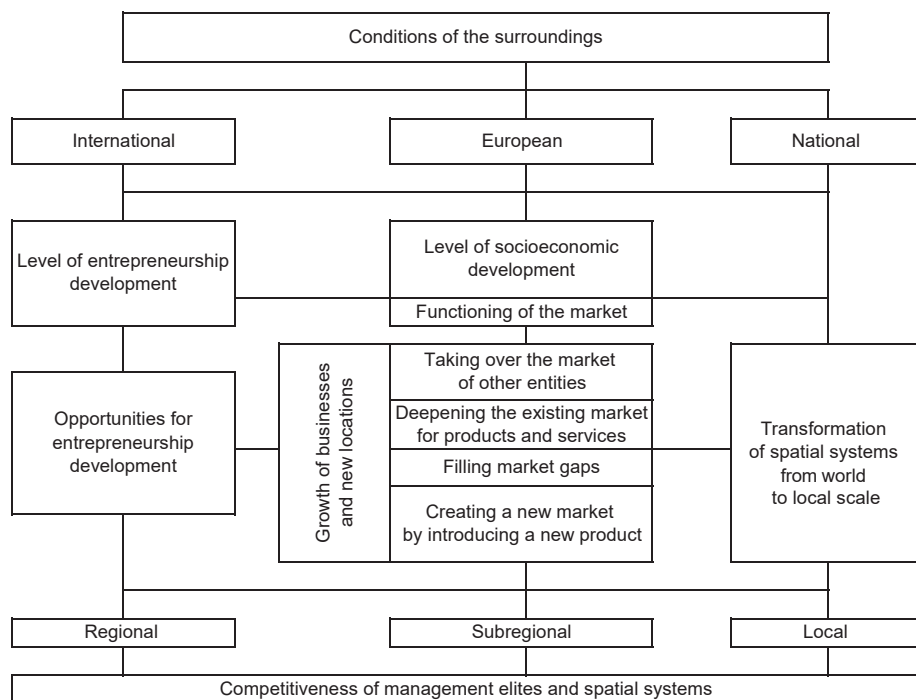 Conditions of the surroundings
International
European
National
Level of entrepreneurship
development
Level of socioeconomic
development
Functioning of the market
Opportunities for
entrepreneurship
development
Growth of businesses
and new locations
Taking over the market
of other entities
Deepening the existing market
for products and services
Filling market gaps
Creating a new market
by introducing a new product
Transformation
of spatial systems
from world
to local scale
Regional
Subregional
Local
Competitiveness of management elites and spatial systems